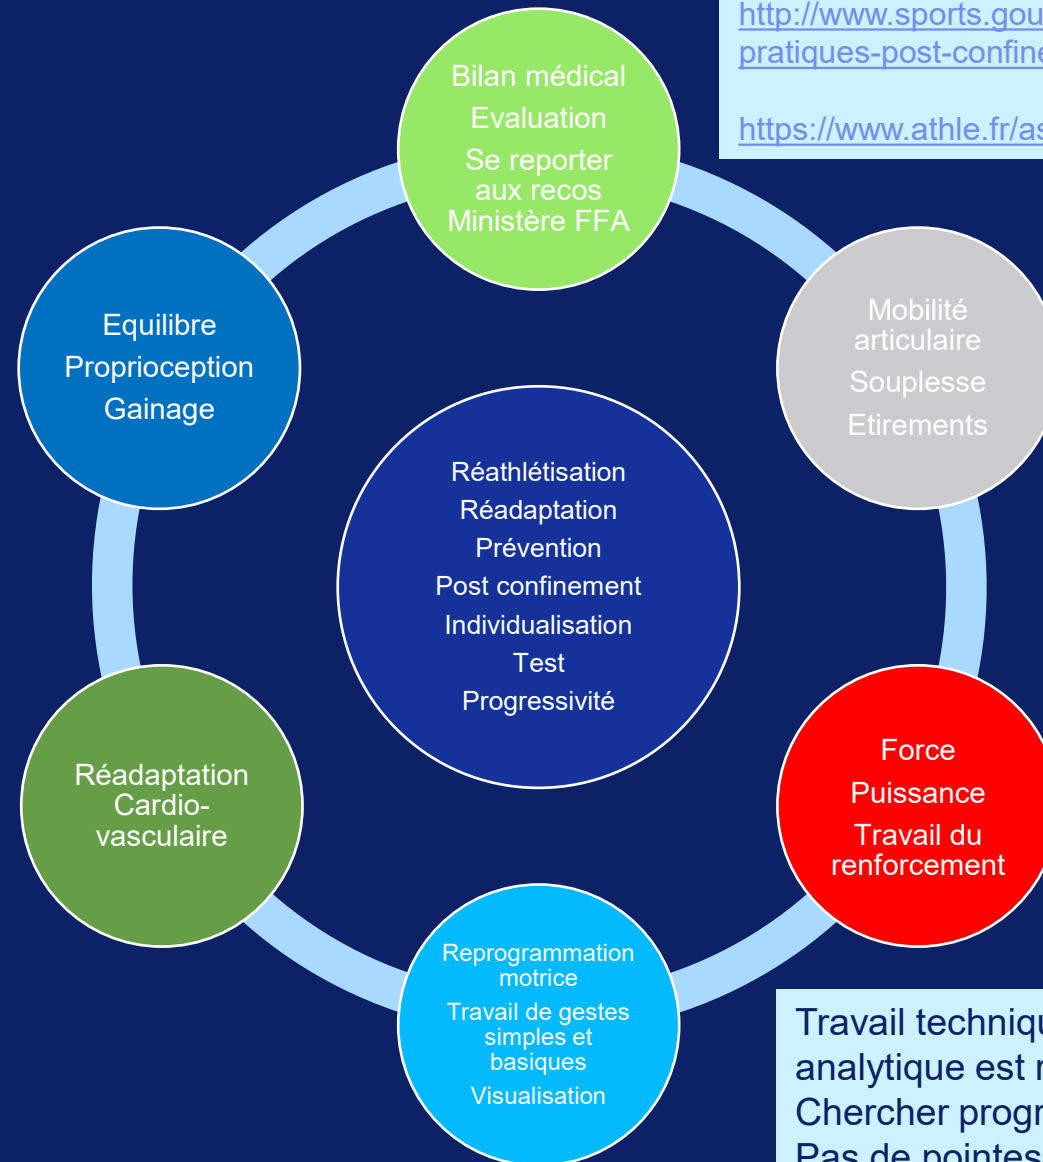 http://www.sports.gou
pratiques-post-confine
https://www.athle.fr/as
Bilan médical
Evaluation
Se reporter
aux recos
Ministère FFA
Mobilité
articulaire
Souplesse
Etirements
Force
Puissance
Travail du
renforcement
Reprogrammation
motrice
Travail de gestes
simples et
basiques
Visualisation
Réadaptation
Cardio-
vasculaire
Equilibre
Proprioception
Gainage
Réathlétisation
Réadaptation
Prévention
Post confinement
Individualisation
Test
Progressivité
Travail techniqu
analytique est
Chercher progr
Pas de pointes